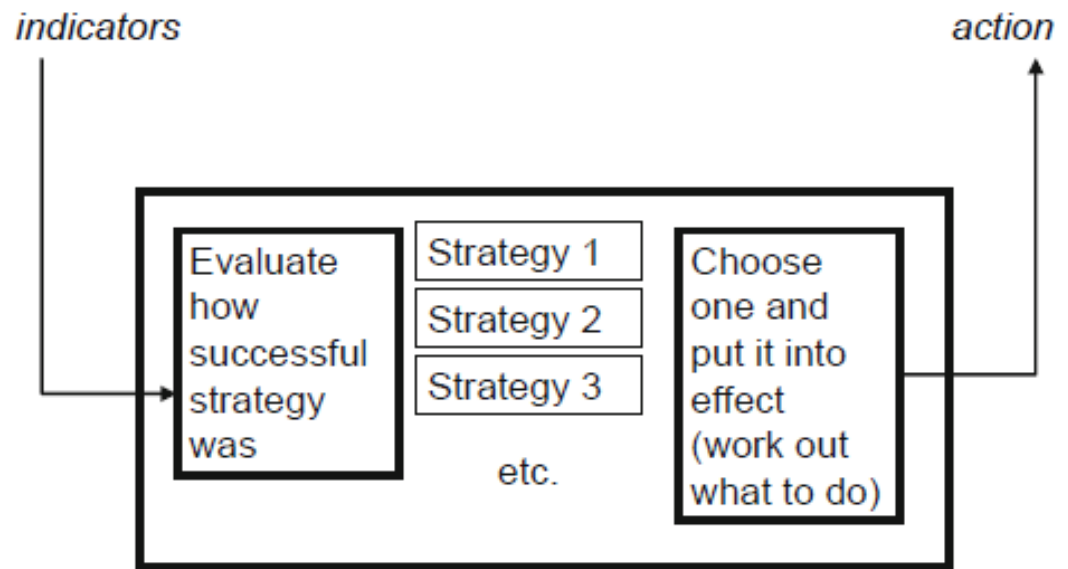 indicators
action
Evaluate
how
successful
strategy
was
Strategy 1
Strategy 2
Strategy 3
etc.
Choose
one and
put it into
effect
(work out
what to do)